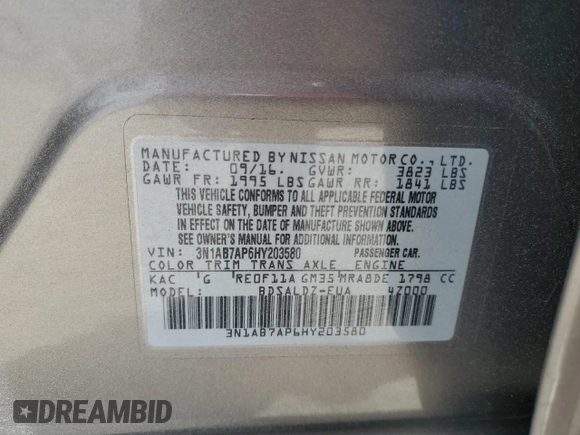 MANUFACTURED BY NISSAN MOTOR CO., LTD.
DATE: 09/16. GVWR: 3823 LBS
GAWR FR: 1995 LBS GAWR RR: 1841 LBS
THIS VEHICLE CONFORMS TO ALL APPLICABLE FEDERAL MOTOR
VEHICLE SAFETY, BUMPER AND THEFT PREVENTION STANDARDS
IN EFFECT ON THE DATE OF MANUFACTURE SHOWN ABOVE.
SEE OWNER'S MANUAL FOR ADDITIONAL INFORMATION.
VIN: 3N1AB7AP6HY203580 PASSENGER CAR.
COLOR TRIM TRANS AXLE ENGINE
KAC 'G 'RE0F11A GM35'MRA8DE 1798 CC
MODEL: BDSALDZ-EUA 4Z000
3N1AB7AP6HY203580
DREAMBID